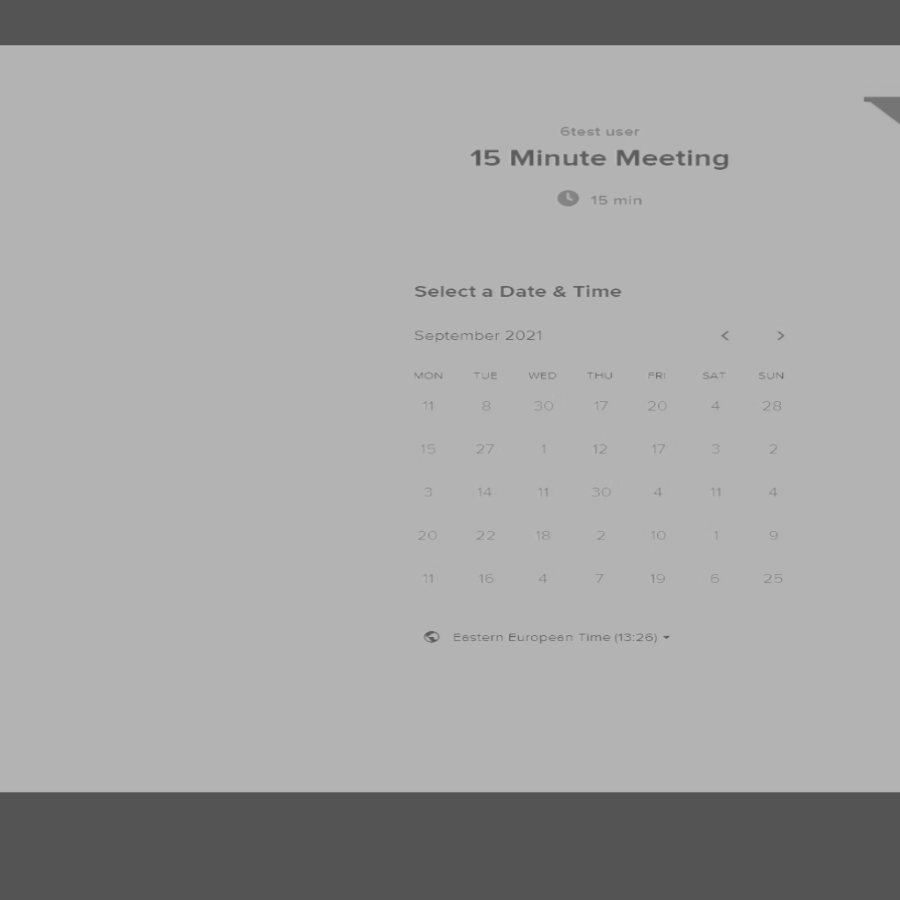 6test user
15 Minute Meeting
15 min
Select a Date & Time
September 2021
MON TUE WED THU FRI SAT SUN
11 8 30 17 20 4 28
15 27 1 12 17 3 2
3 14 11 30 4 11 4
20 22 18 2 10 1 9
11 16 4 7 19 6 25
Eastern European Time (13:26)